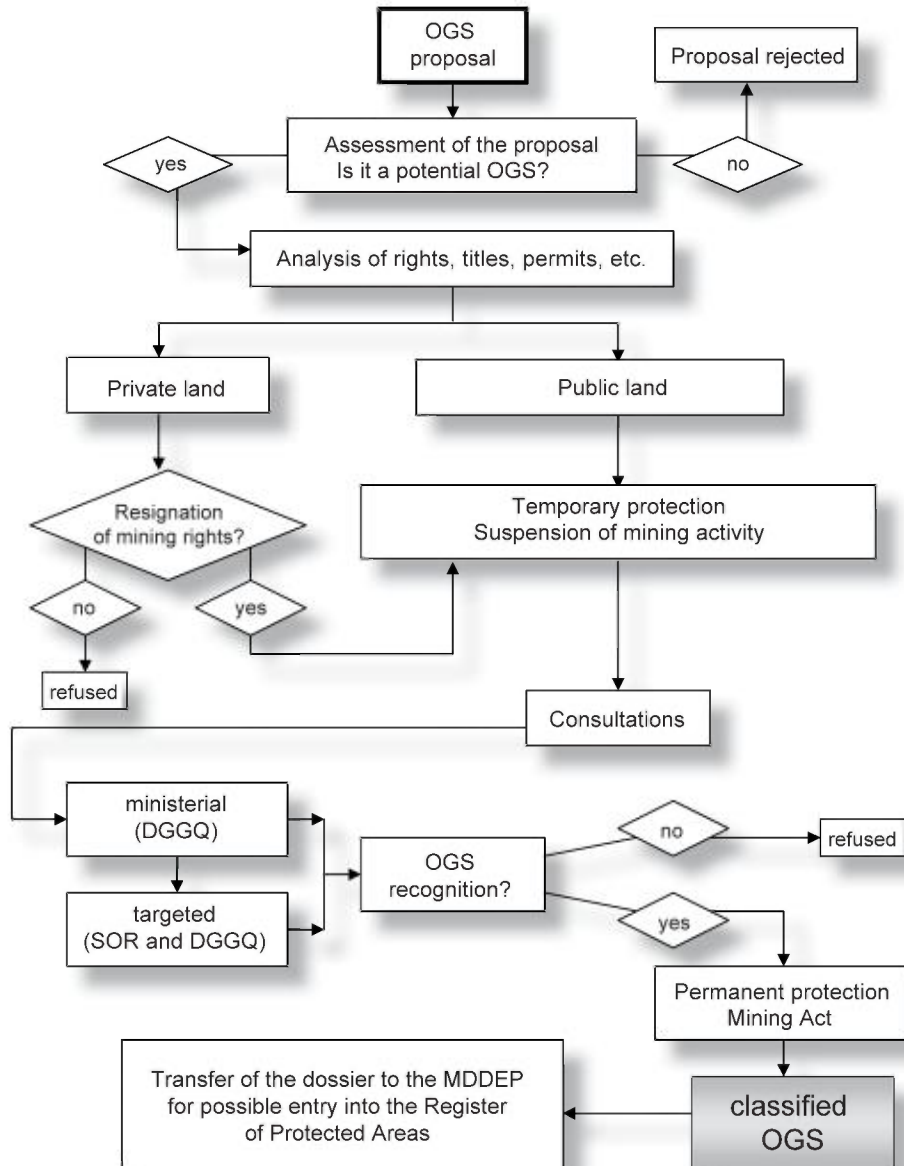 OGS
proposal
Proposal rejected
Assessment of the proposal
Is it a potential OGS?
yes
no
Analysis of rights, titles, permits, etc.
Private land
Public land
Resignation
of mining rights?
Temporary protection
Suspension of mining activity
no
yes
refused
Consultations
ministerial
(DGGQ)
targeted
(SOR and DGGQ)
OGS
recognition?
no
refused
yes
Permanent protection
Mining Act
classified
OGS
Transfer of the dossier to the MDDEP
for possible entry into the Register
of Protected Areas